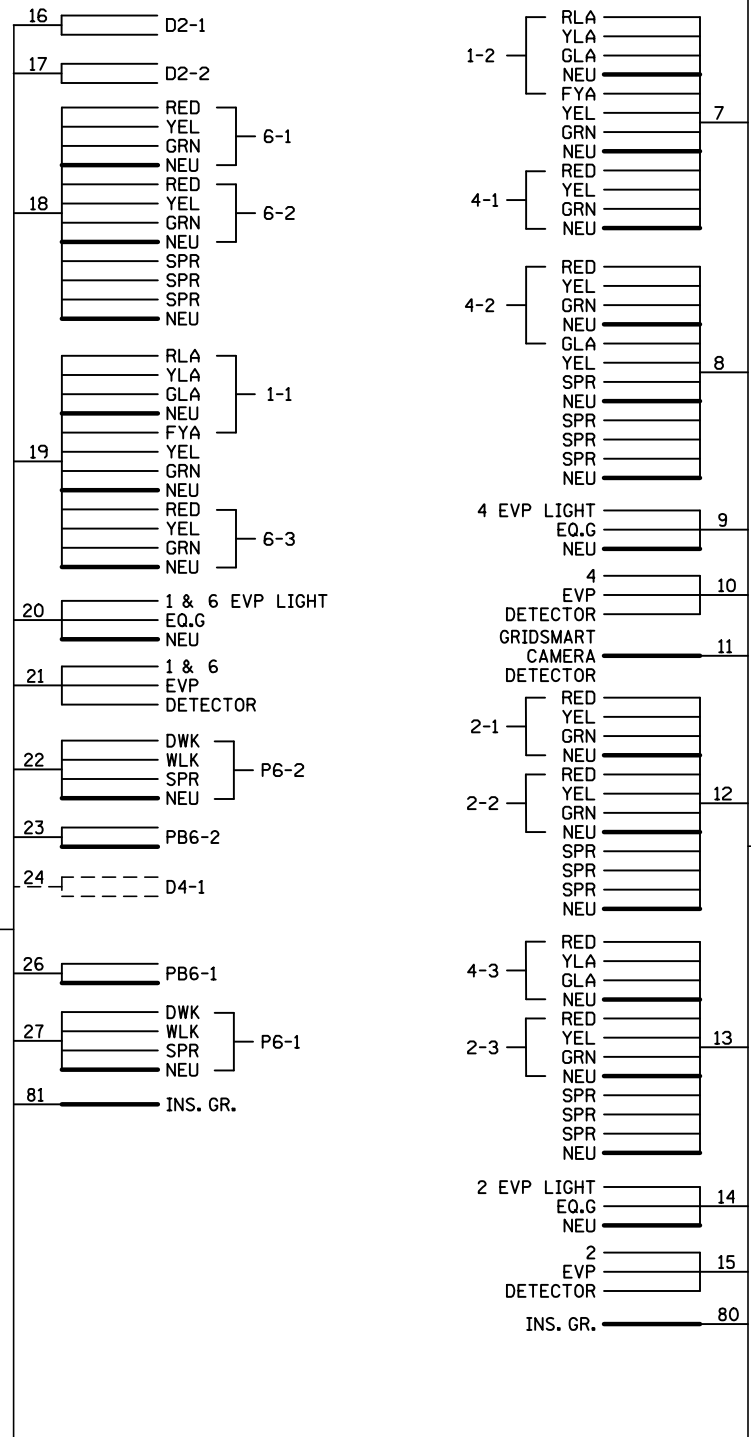 16
D2-1
17
D2-2
18
RED
YEL
GRN
NEU
6-1
RED
YEL
GRN
NEU
6-2
SPR
SPR
SPR
NEU
19
RLA
YLA
GLA
NEU
FYA
1-1
YEL
GRN
NEU
RED
YEL
GRN
NEU
6-3
20
1 & 6 EVP LIGHT
EQ.G
NEU
21
1 & 6
EVP
DETECTOR
22
DWK
WLK
SPR
NEU
P6-2
23
PB6-2
24
D4-1
26
PB6-1
27
DWK
WLK
SPR
NEU
P6-1
81
INS. GR.
1-2
RLA
YLA
GLA
NEU
FYA
YEL
GRN
NEU
7
4-1
RED
YEL
GRN
NEU
4-2
RED
YEL
GRN
NEU
GLA
YEL
SPR
NEU
SPR
SPR
SPR
NEU
8
4 EVP LIGHT
EQ.G
NEU
9
4
EVP
DETECTOR
10
GRIDSMART
CAMERA
DETECTOR
11
2-1
RED
YEL
GRN
NEU
2-2
RED
YEL
GRN
NEU
SPR
SPR
SPR
NEU
12
4-3
RED
YLA
GLA
NEU
2-3
RED
YEL
GRN
NEU
SPR
SPR
SPR
NEU
13
2 EVP LIGHT
EQ.G
NEU
14
2
EVP
DETECTOR
15
INS. GR.
80